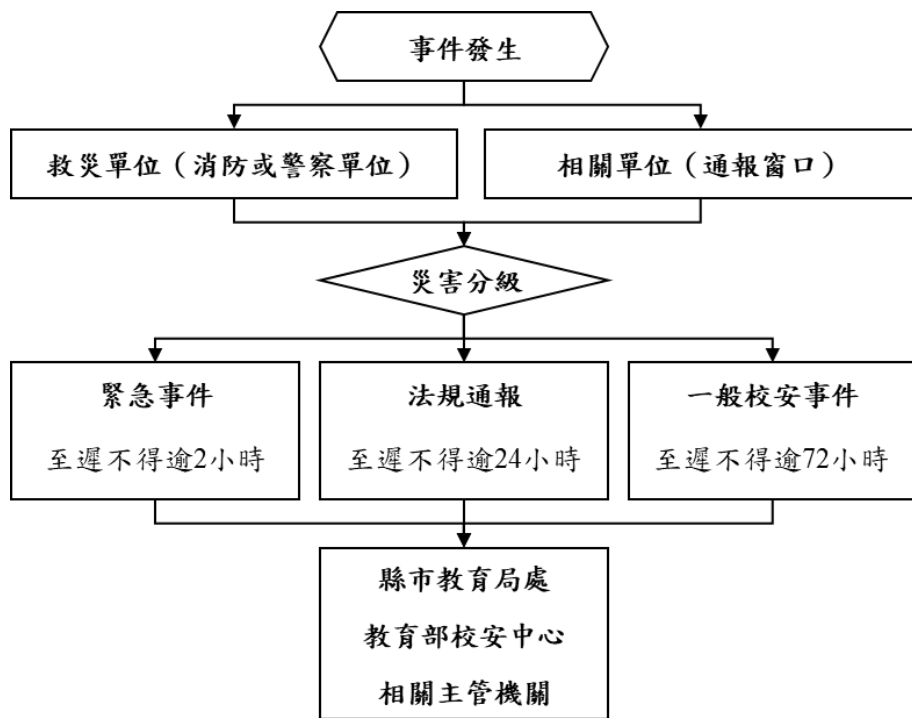 事件發生
救災單位（消防或警察單位）
相關單位（通報窗口）
災害分級
緊急事件
至遲不得逾2小時
法規通報
至遲不得逾24小時
一般校安事件
至遲不得逾72小時
縣市教育局處
教育部校安中心
相關主管機關